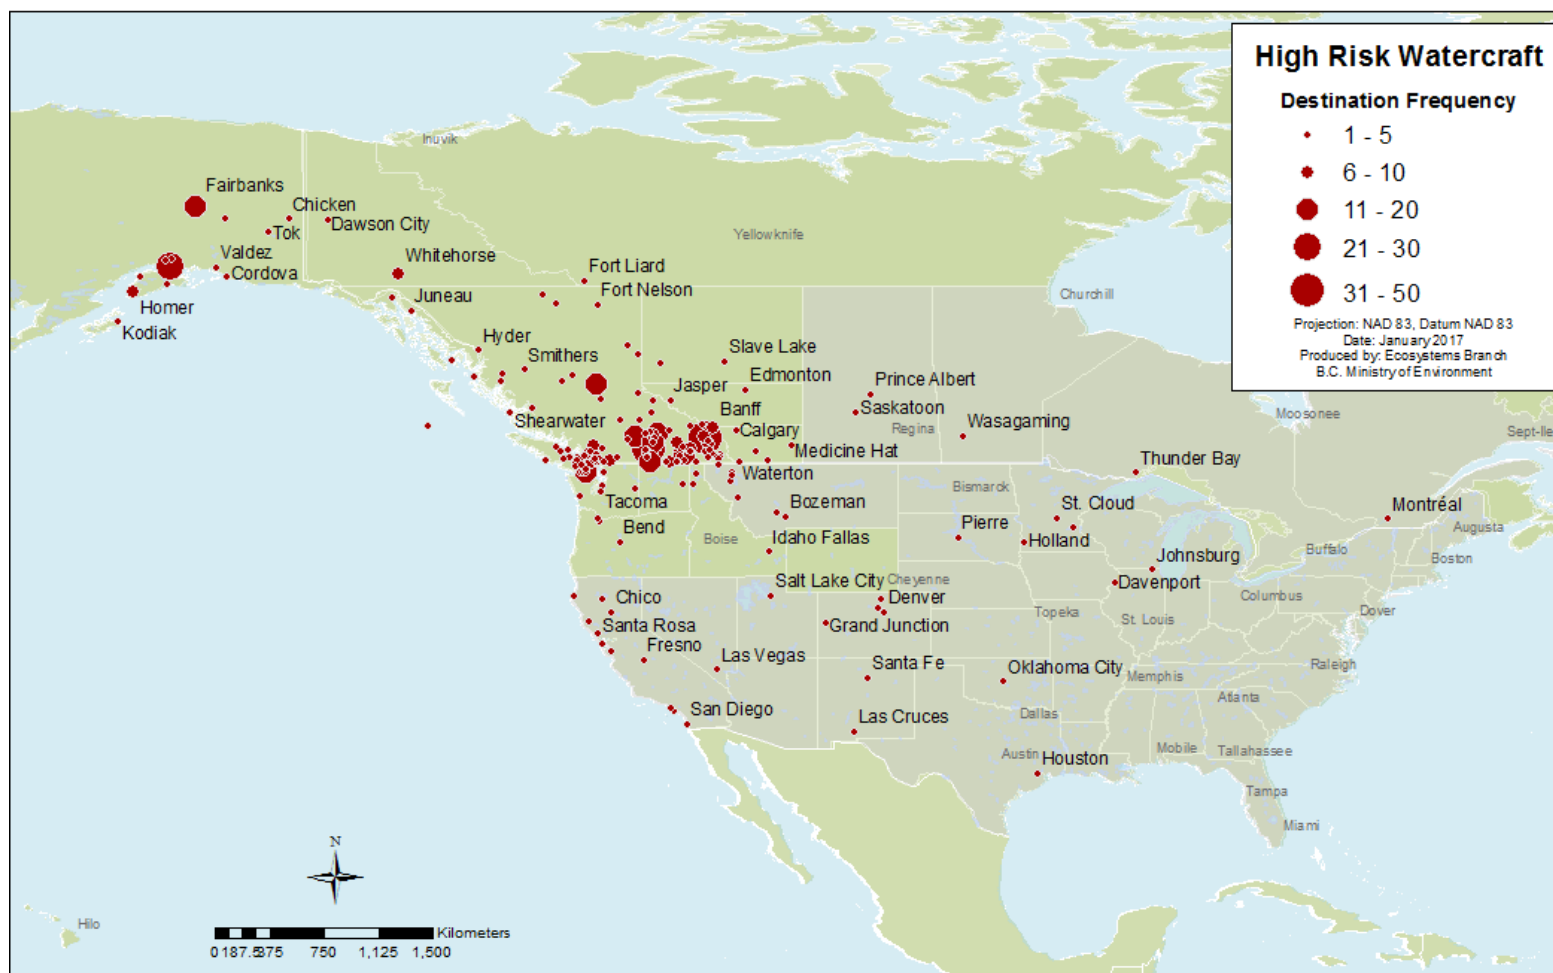 High Risk Watercraft
Destination Frequency
1 - 5
6 - 10
11 - 20
21 - 30
31 - 50
Projection: NAD 83, Datum NAD 83
Date: January 2017
Produced by: Ecosystems Branch
B.C. Ministry of Environment
Inuvik
Fairbanks
Chicken
Dawson City
Tok
Yellowknife
Valdez
Whitehorse
Cordova
Fort Liard
Fort Nelson
Churchill
Juneau
Homer
Kodiak
Hyder
Slave Lake
Smithers
Edmonton
Jasper
Prince Albert
Saskatoon
Banff
Shearwater
Calgary
Regina
Wasagaming
Moosonee
Sept-Ile
Medicine Hat
Thunder Bay
Waterton
Bismarck
Tacoma
Bozeman
St. Cloud
Montréal
Pierre
Augusta
Bend
Boise
Idaho Fallas
Holland
Buffalo
Boston
Johnsburg
Salt Lake City
Cheyenne
Davenport
Chico
Denver
Columbus
Topeka
Dover
St. Louis
Santa Rosa
Grand Junction
Fresno
Las Vegas
Santa Fe
Oklahoma City
Raleigh
Memphis
Atlanta
San Diego
Las Cruces
Dallas
Austin
Houston
Mobile
Tallahassee
Tampa
Miami
N
Hilo
Kilometers
0187.5375 750 1,125 1,500